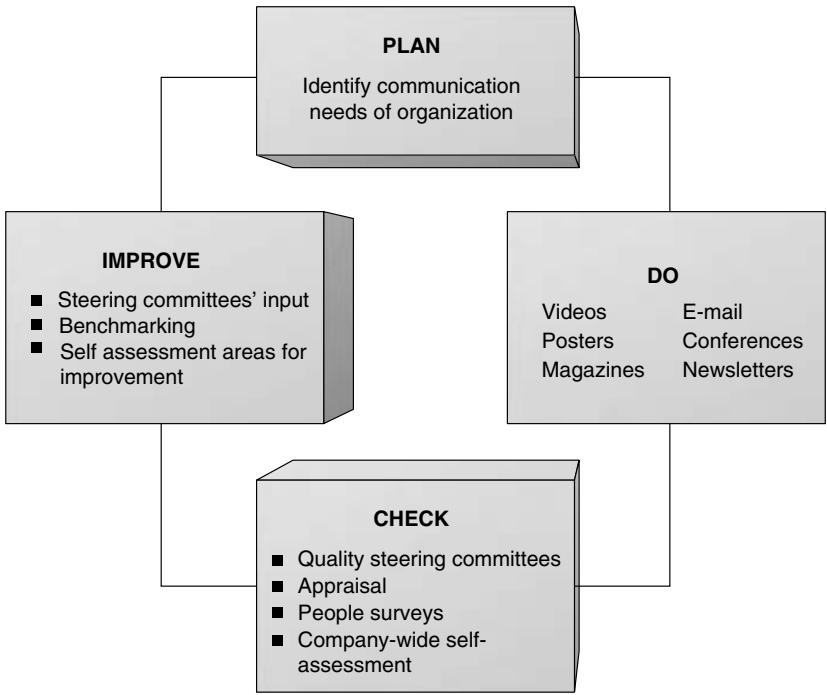 PLAN
Identify communication
needs of organization
IMPROVE
■ Steering committees’ input
■ Benchmarking
■ Self assessment areas for
improvement
DO
Videos E-mail
Posters Conferences
Magazines Newsletters
CHECK
■ Quality steering committees
■ Appraisal
■ People surveys
■ Company-wide self-
assessment